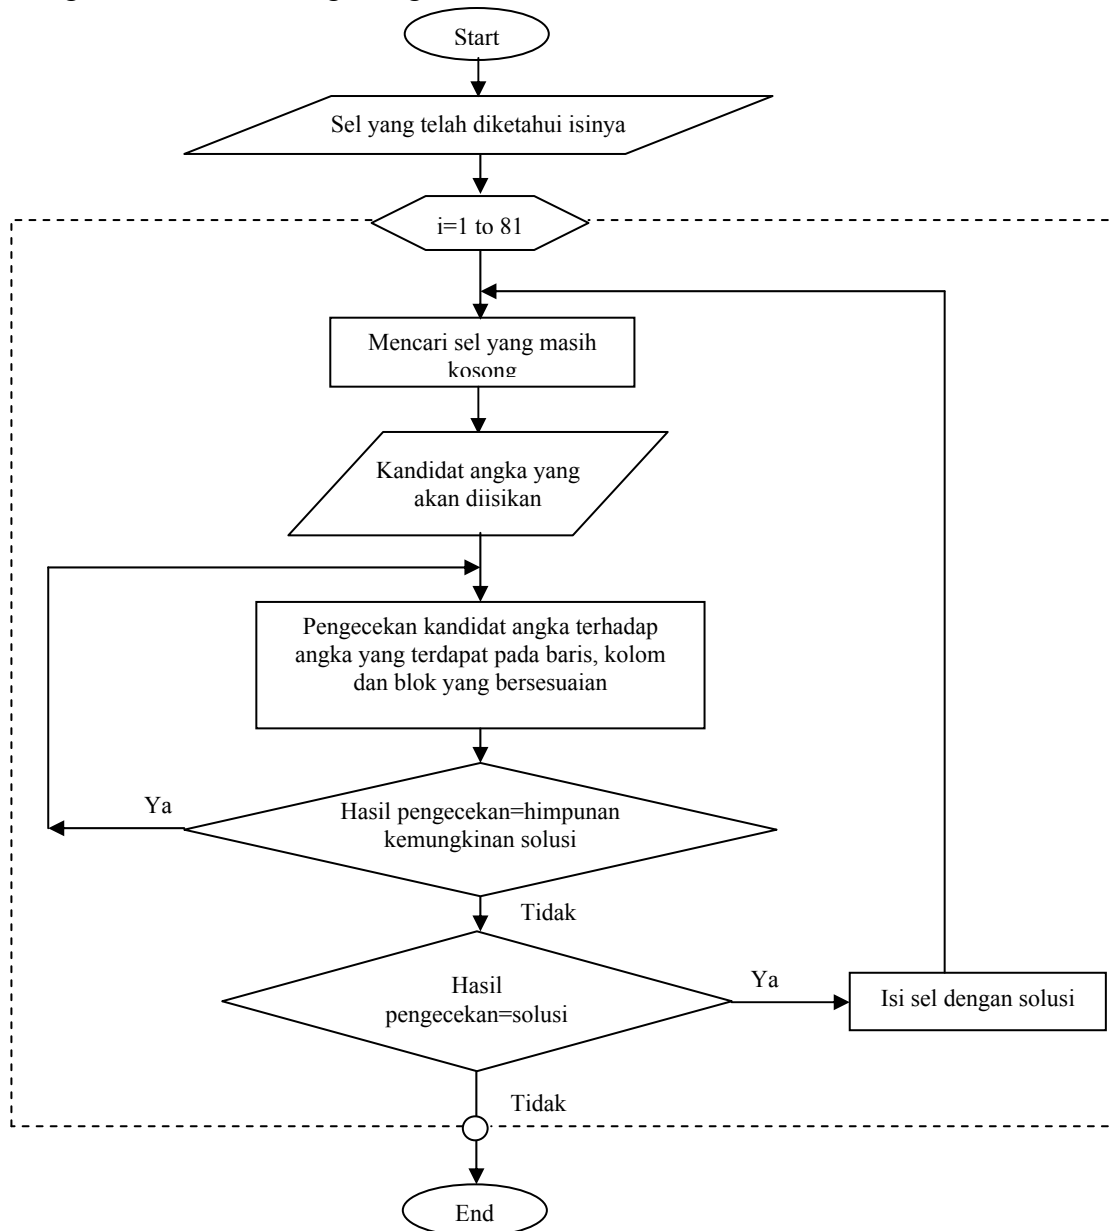 Start
Sel yang telah diketahui isinya
i=1 to 81
Mencari sel yang masih
kosong
Kandidat angka yang
akan diisikan
Pengecekan kandidat angka terhadap
angka yang terdapat pada baris, kolom
dan blok yang bersesuaian
Ya
Hasil pengecekan=himpunan
kemungkinan solusi
Tidak
Hasil
pengecekan=solusi
Ya
Isi sel dengan solusi
Tidak
End